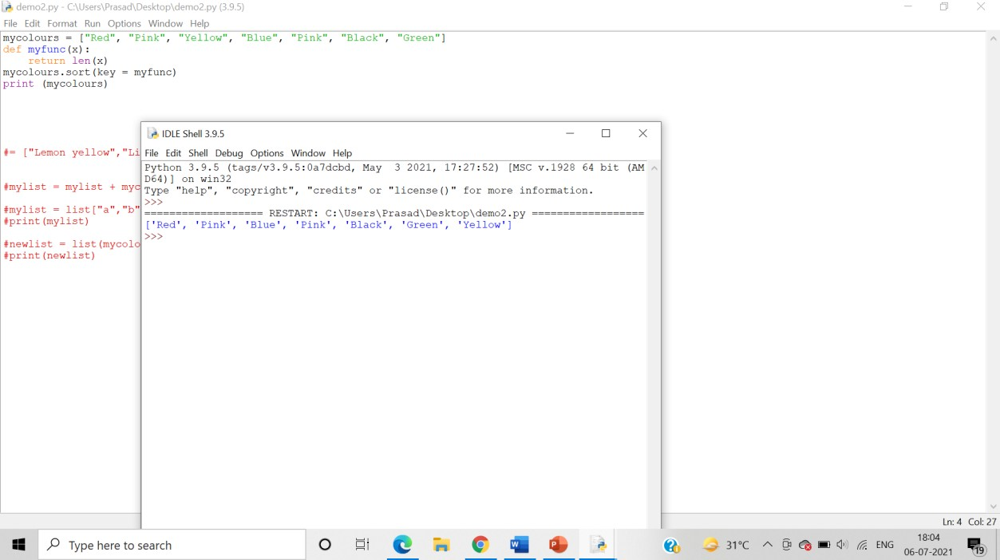 demo2.py - C:\Users\Prasad\Desktop\demo2.py (3.9.5)
File Edit Format Run Options Window Help
mycolours = ["Red", "Pink", "Yellow", "Blue", "Pink", "Black", "Green"]
def myfunc(x):
    return len(x)
mycolours.sort(key = myfunc)
print (mycolours)
#= ["Lemon yellow","Li
#mylist = mylist + myc
#mylist = list["a","b"
#print(mylist)
#newlist = list(mycolo
#print(newlist)
IDLE Shell 3.9.5
File Edit Shell Debug Options Window Help
Python 3.9.5 (tags/v3.9.5:0a7dcbd, May  3 2021, 17:27:52) [MSC v.1928 64 bit (AM
D64)] on win32
Type "help", "copyright", "credits" or "license()" for more information.
>>>
=================== RESTART: C:\Users\Prasad\Desktop\demo2.py ==================
['Red', 'Pink', 'Blue', 'Pink', 'Black', 'Green', 'Yellow']
>>>
Ln: 4 Col: 27
Type here to search
31°C
ENG
18:04
06-07-2021
19